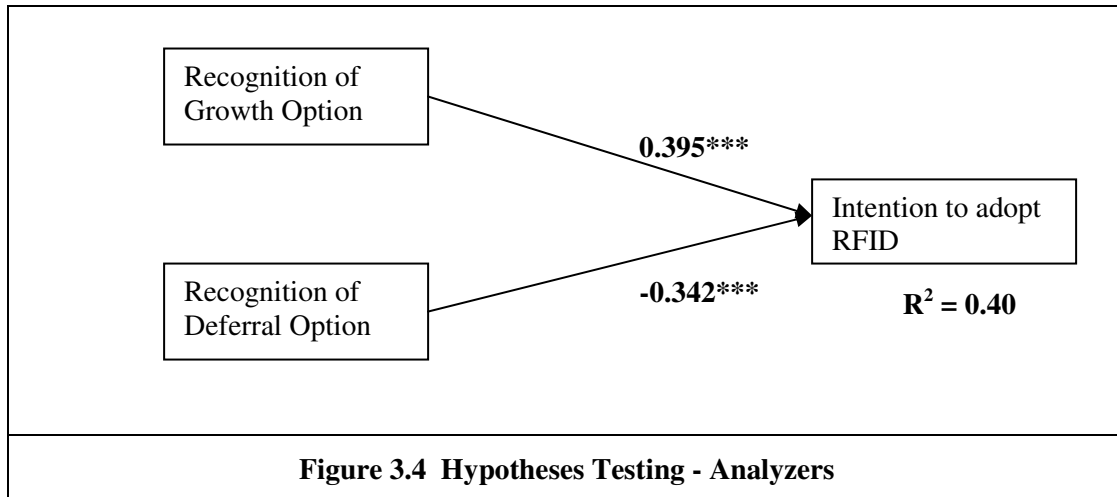 Recognition of
Growth Option
0.395***
Intention to adopt
RFID
Recognition of
Deferral Option
-0.342***
R² = 0.40
Figure 3.4 Hypotheses Testing - Analyzers